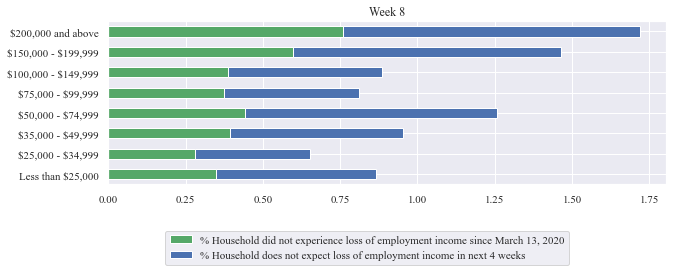 Week 8
$200,000 and above
$150,000 - $199,999
$100,000 - $149,999
$75,000 - $99,999
$50,000 - $74,999
$35,000 - $49,999
$25,000 - $34,999
Less than $25,000
0.00 0.25 0.50 0.75 1.00 1.25 1.50 1.75
% Household did not experience loss of employment income since March 13, 2020
% Household does not expect loss of employment income in next 4 weeks